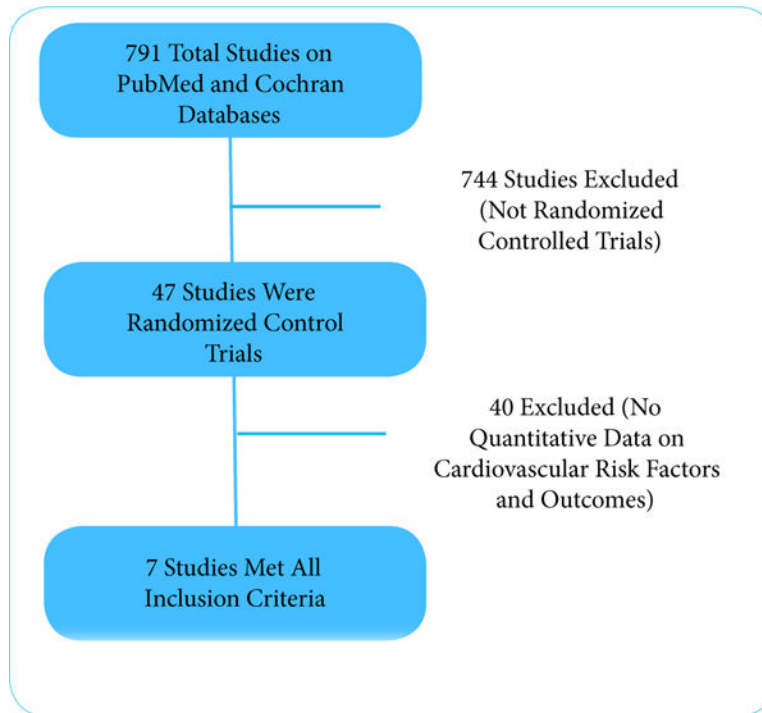 791 Total Studies on
PubMed and Cochran
Databases
744 Studies Excluded
(Not Randomized
Controlled Trials)
47 Studies Were
Randomized Control
Trials
40 Excluded (No
Quantitative Data on
Cardiovascular Risk Factors
and Outcomes)
7 Studies Met All
Inclusion Criteria